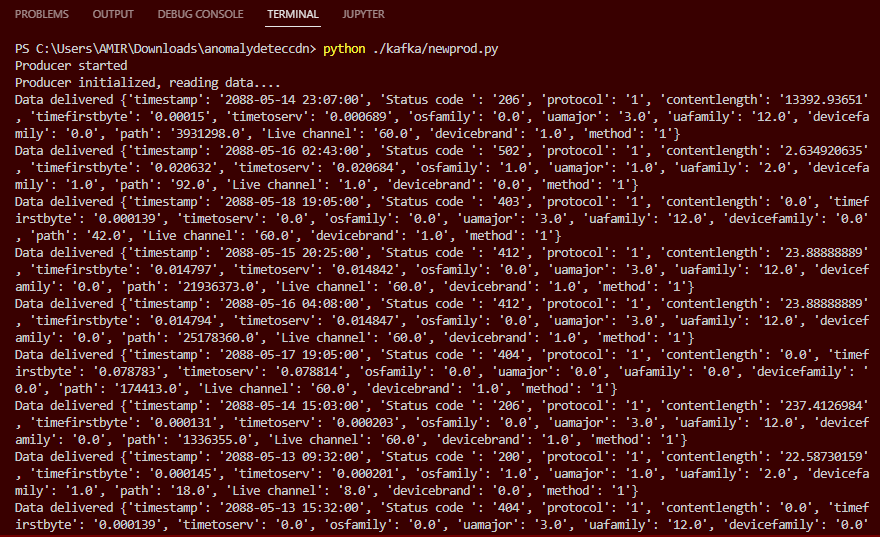 PROBLEMS OUTPUT DEBUG CONSOLE TERMINAL JUPYTER
PS C:\Users\AMIR\Downloads\anomalydeteccdn> python ./kafka/newprod.py
Producer started
Producer initialized, reading data....
Data delivered {'timestamp': '2088-05-14 23:07:00', 'Status code ': '206', 'protocol': '1', 'contentlength': '13392.93651'
, 'timefirstbyte': '0.00015', 'timetoserv': '0.000689', 'osfamily': '0.0', 'uamajor': '3.0', 'uafamily': '12.0', 'devicefa
mily': '0.0', 'path': '3931298.0', 'Live channel': '60.0', 'devicebrand': '1.0', 'method': '1'}
Data delivered {'timestamp': '2088-05-16 02:43:00', 'Status code ': '502', 'protocol': '1', 'contentlength': '2.634920635'
, 'timefirstbyte': '0.020632', 'timetoserv': '0.020684', 'osfamily': '1.0', 'uamajor': '1.0', 'uafamily': '2.0', 'devicefa
mily': '1.0', 'path': '92.0', 'Live channel': '1.0', 'devicebrand': '0.0', 'method': '1'}
Data delivered {'timestamp': '2088-05-18 19:05:00', 'Status code ': '403', 'protocol': '1', 'contentlength': '0.0', 'timef
irstbyte': '0.000139', 'timetoserv': '0.0', 'osfamily': '0.0', 'uamajor': '3.0', 'uafamily': '12.0', 'devicefamily': '0.0'
, 'path': '42.0', 'Live channel': '60.0', 'devicebrand': '1.0', 'method': '1'}
Data delivered {'timestamp': '2088-05-15 20:25:00', 'Status code ': '412', 'protocol': '1', 'contentlength': '23.88888889'
, 'timefirstbyte': '0.014797', 'timetoserv': '0.014842', 'osfamily': '0.0', 'uamajor': '3.0', 'uafamily': '12.0', 'devicef
amily': '0.0', 'path': '21936373.0', 'Live channel': '60.0', 'devicebrand': '1.0', 'method': '1'}
Data delivered {'timestamp': '2088-05-16 04:08:00', 'Status code ': '412', 'protocol': '1', 'contentlength': '23.88888889'
, 'timefirstbyte': '0.014794', 'timetoserv': '0.014847', 'osfamily': '0.0', 'uamajor': '3.0', 'uafamily': '12.0', 'devicef
amily': '0.0', 'path': '25178360.0', 'Live channel': '60.0', 'devicebrand': '1.0', 'method': '1'}
Data delivered {'timestamp': '2088-05-17 19:05:00', 'Status code ': '404', 'protocol': '1', 'contentlength': '0.0', 'timef
irstbyte': '0.078783', 'timetoserv': '0.078814', 'osfamily': '0.0', 'uamajor': '0.0', 'uafamily': '0.0', 'devicefamily': '
0.0', 'path': '174413.0', 'Live channel': '60.0', 'devicebrand': '1.0', 'method': '1'}
Data delivered {'timestamp': '2088-05-14 15:03:00', 'Status code ': '206', 'protocol': '1', 'contentlength': '237.4126984'
, 'timefirstbyte': '0.000131', 'timetoserv': '0.000203', 'osfamily': '0.0', 'uamajor': '3.0', 'uafamily': '12.0', 'devicef
amily': '0.0', 'path': '1336355.0', 'Live channel': '60.0', 'devicebrand': '1.0', 'method': '1'}
Data delivered {'timestamp': '2088-05-13 09:32:00', 'Status code ': '200', 'protocol': '1', 'contentlength': '22.58730159'
, 'timefirstbyte': '0.000145', 'timetoserv': '0.000201', 'osfamily': '1.0', 'uamajor': '1.0', 'uafamily': '2.0', 'devicefa
mily': '1.0', 'path': '18.0', 'Live channel': '8.0', 'devicebrand': '0.0', 'method': '1'}
Data delivered {'timestamp': '2088-05-13 15:32:00', 'Status code ': '404', 'protocol': '1', 'contentlength': '0.0', 'timef
irstbyte': '0.000139', 'timetoserv': '0.0', 'osfamily': '0.0', 'uamajor': '3.0', 'uafamily': '12.0', 'devicefamily': '0.0'